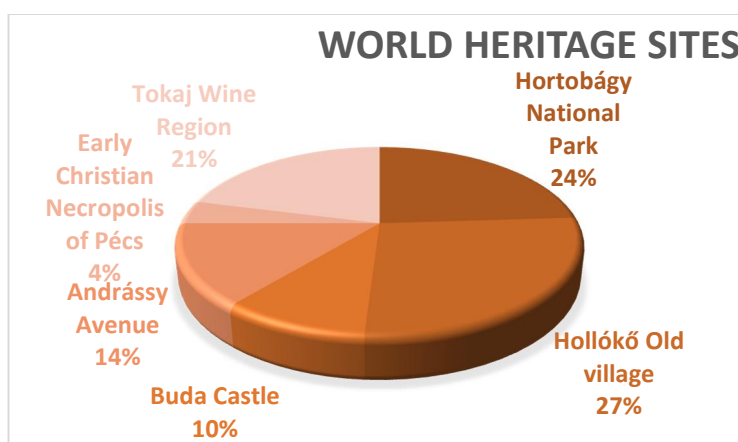 WORLD HERITAGE SITES
Hortobágy
National
Park
24%
Hollókő Old
village
27%
Buda Castle
10%
Andrássy
Avenue
14%
Early
Christian
Necropolis
of Pécs
4%
Tokaj Wine
Region
21%